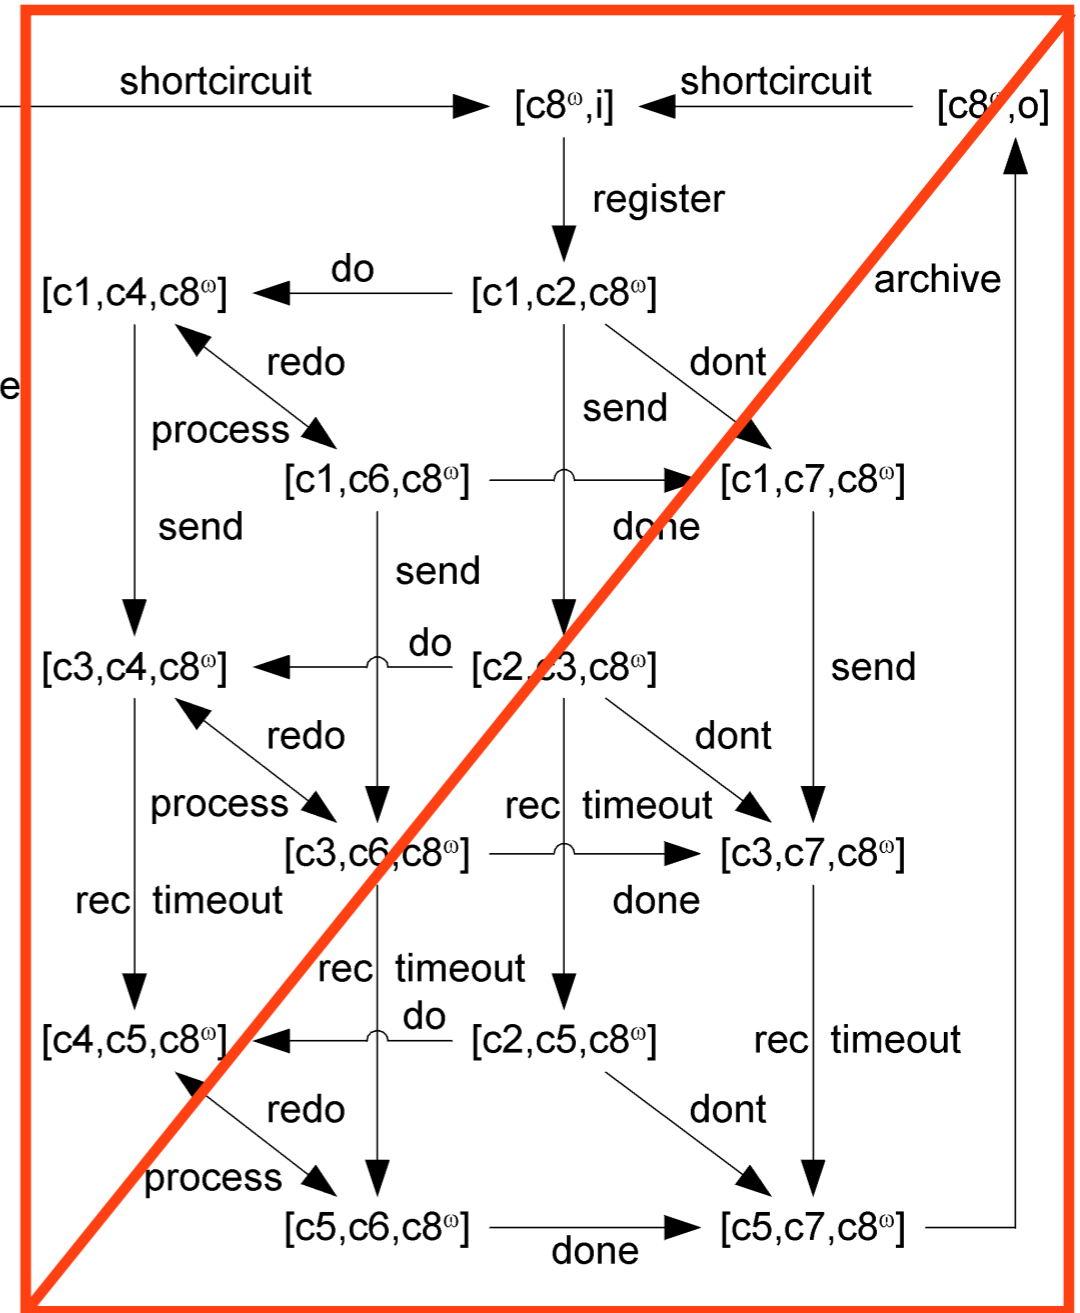 shortcircuit shortcircuit
[c8ω,i] [c8ω,o]
register
archive
do
[c1,c4,c8ω] [c1,c2,c8ω]
redo dont
e
send
process
[c1,c6,c8ω] [c1,c7,c8ω]
send done
send
do
[c3,c4,c8ω] [c2,c3,c8ω] send
redo dont
process rec timeout
[c3,c6,c8ω] [c3,c7,c8ω]
rec timeout done
rec timeout
do
[c4,c5,c8ω] [c2,c5,c8ω] rec timeout
redo dont
process
[c5,c6,c8ω] [c5,c7,c8ω]
done